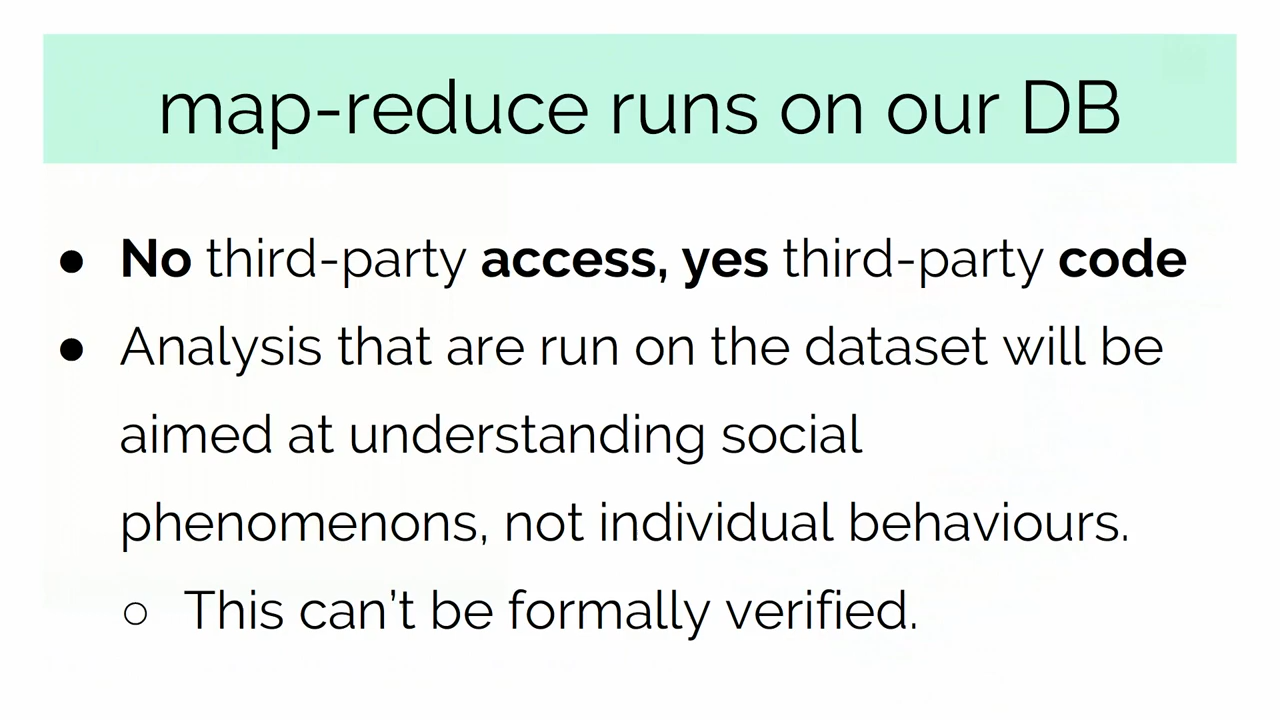 map-reduce runs on our DB
● No third-party access, yes third-party code
● Analysis that are run on the dataset will be
aimed at understanding social
phenomenons, not individual behaviours.
○ This can’t be formally verified.